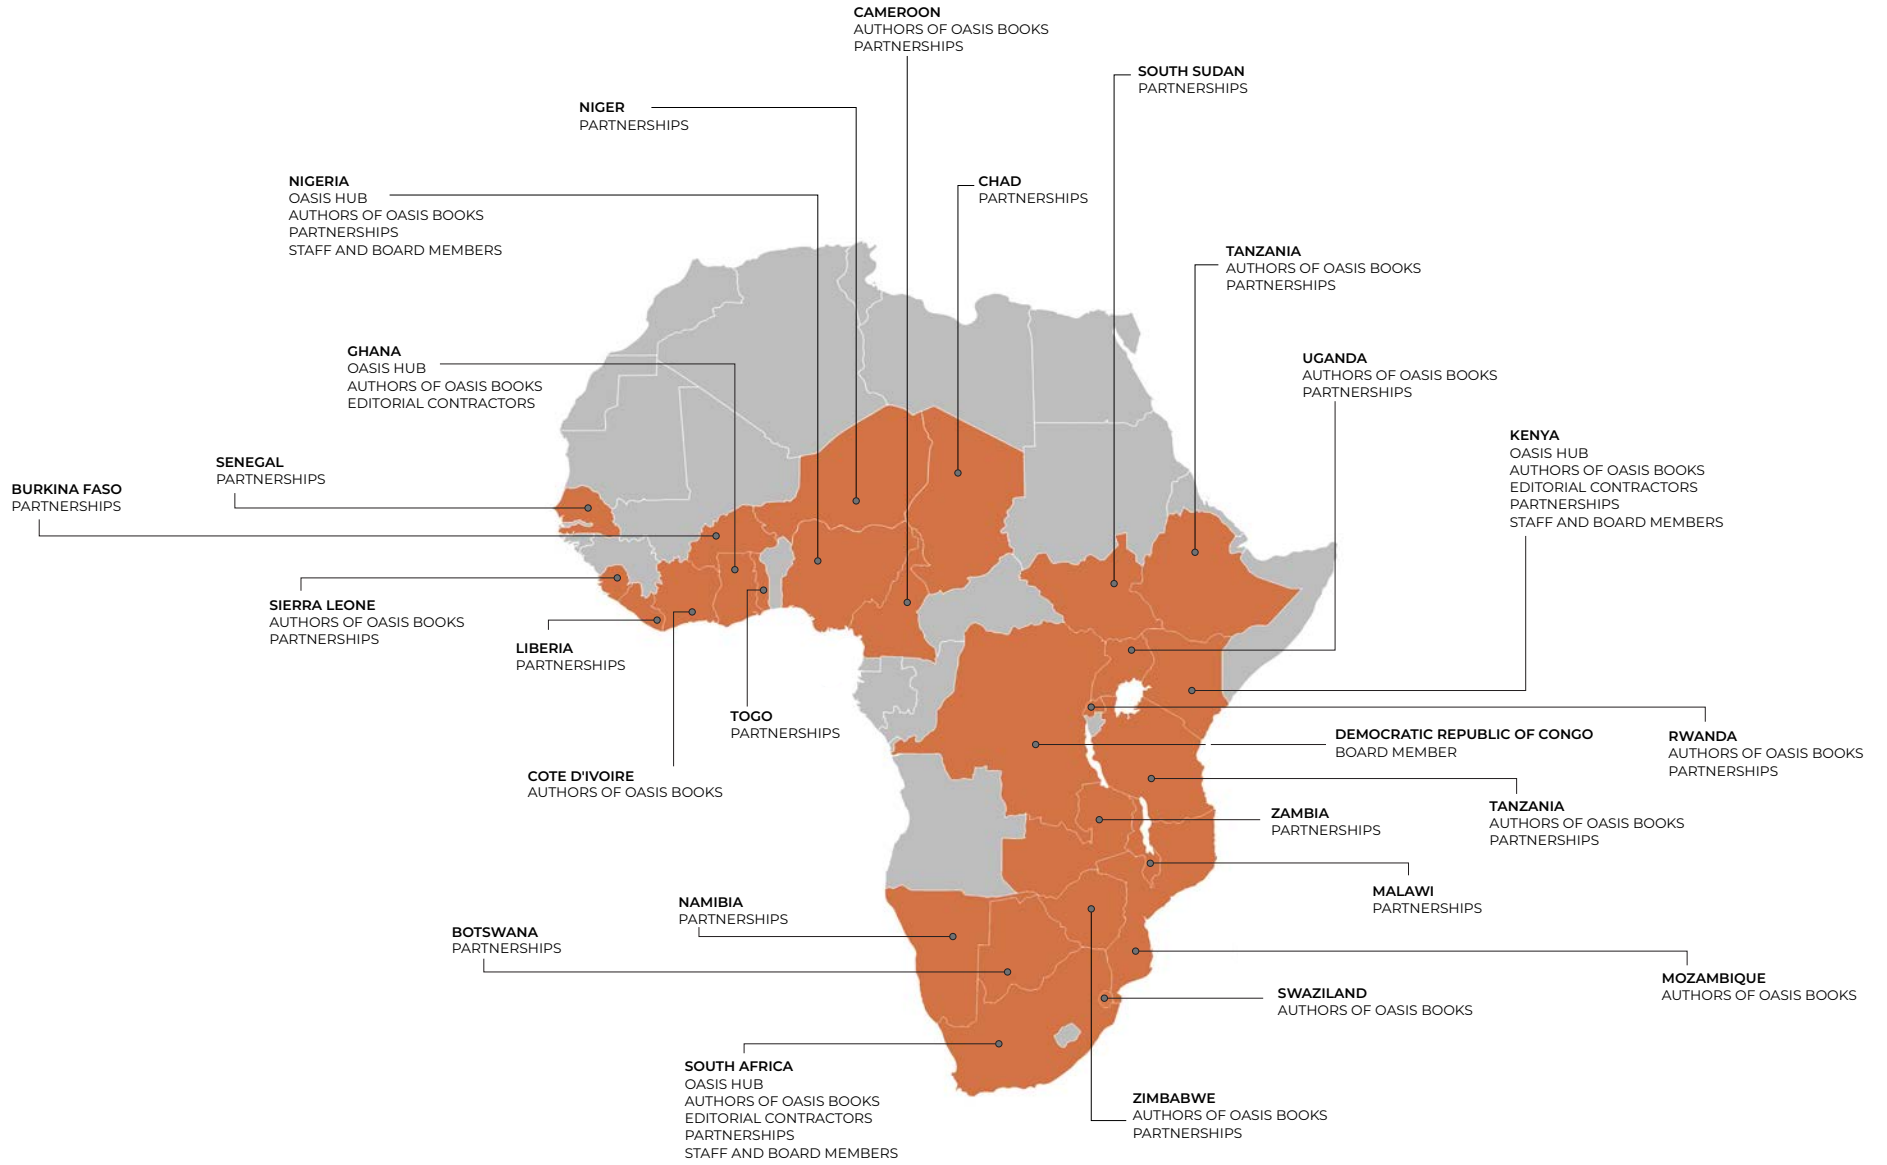 CAMEROON
AUTHORS OF OASIS BOOKS
PARTNERSHIPS
SOUTH SUDAN
PARTNERSHIPS
NIGER
PARTNERSHIPS
NIGERIA
OASIS HUB
AUTHORS OF OASIS BOOKS
PARTNERSHIPS
STAFF AND BOARD MEMBERS
CHAD
PARTNERSHIPS
TANZANIA
AUTHORS OF OASIS BOOKS
PARTNERSHIPS
GHANA
OASIS HUB
AUTHORS OF OASIS BOOKS
EDITORIAL CONTRACTORS
UGANDA
AUTHORS OF OASIS BOOKS
PARTNERSHIPS
KENYA
OASIS HUB
AUTHORS OF OASIS BOOKS
EDITORIAL CONTRACTORS
PARTNERSHIPS
STAFF AND BOARD MEMBERS
SENEGAL
PARTNERSHIPS
BURKINA FASO
PARTNERSHIPS
SIERRA LEONE
AUTHORS OF OASIS BOOKS
PARTNERSHIPS
LIBERIA
PARTNERSHIPS
TOGO
PARTNERSHIPS
COTE D'IVOIRE
AUTHORS OF OASIS BOOKS
DEMOCRATIC REPUBLIC OF CONGO
BOARD MEMBER
RWANDA
AUTHORS OF OASIS BOOKS
PARTNERSHIPS
TANZANIA
AUTHORS OF OASIS BOOKS
PARTNERSHIPS
ZAMBIA
PARTNERSHIPS
MALAWI
PARTNERSHIPS
NAMIBIA
PARTNERSHIPS
BOTSWANA
PARTNERSHIPS
MOZAMBIQUE
AUTHORS OF OASIS BOOKS
SWAZILAND
AUTHORS OF OASIS BOOKS
SOUTH AFRICA
OASIS HUB
AUTHORS OF OASIS BOOKS
EDITORIAL CONTRACTORS
PARTNERSHIPS
STAFF AND BOARD MEMBERS
ZIMBABWE
AUTHORS OF OASIS BOOKS
PARTNERSHIPS